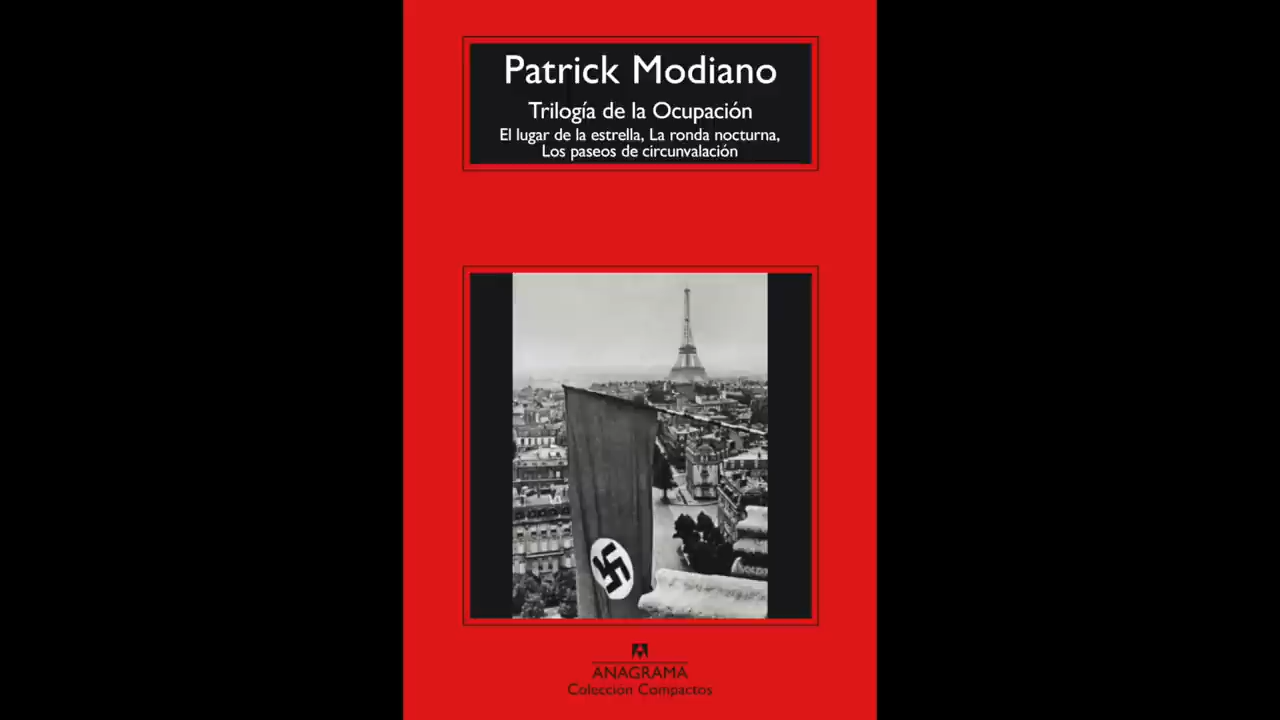 Patrick Modiano
Trilogía de la Ocupación
El lugar de la estrella, La ronda nocturna,
Los paseos de circunvalación
ANAGRAMA
Colección Compactos